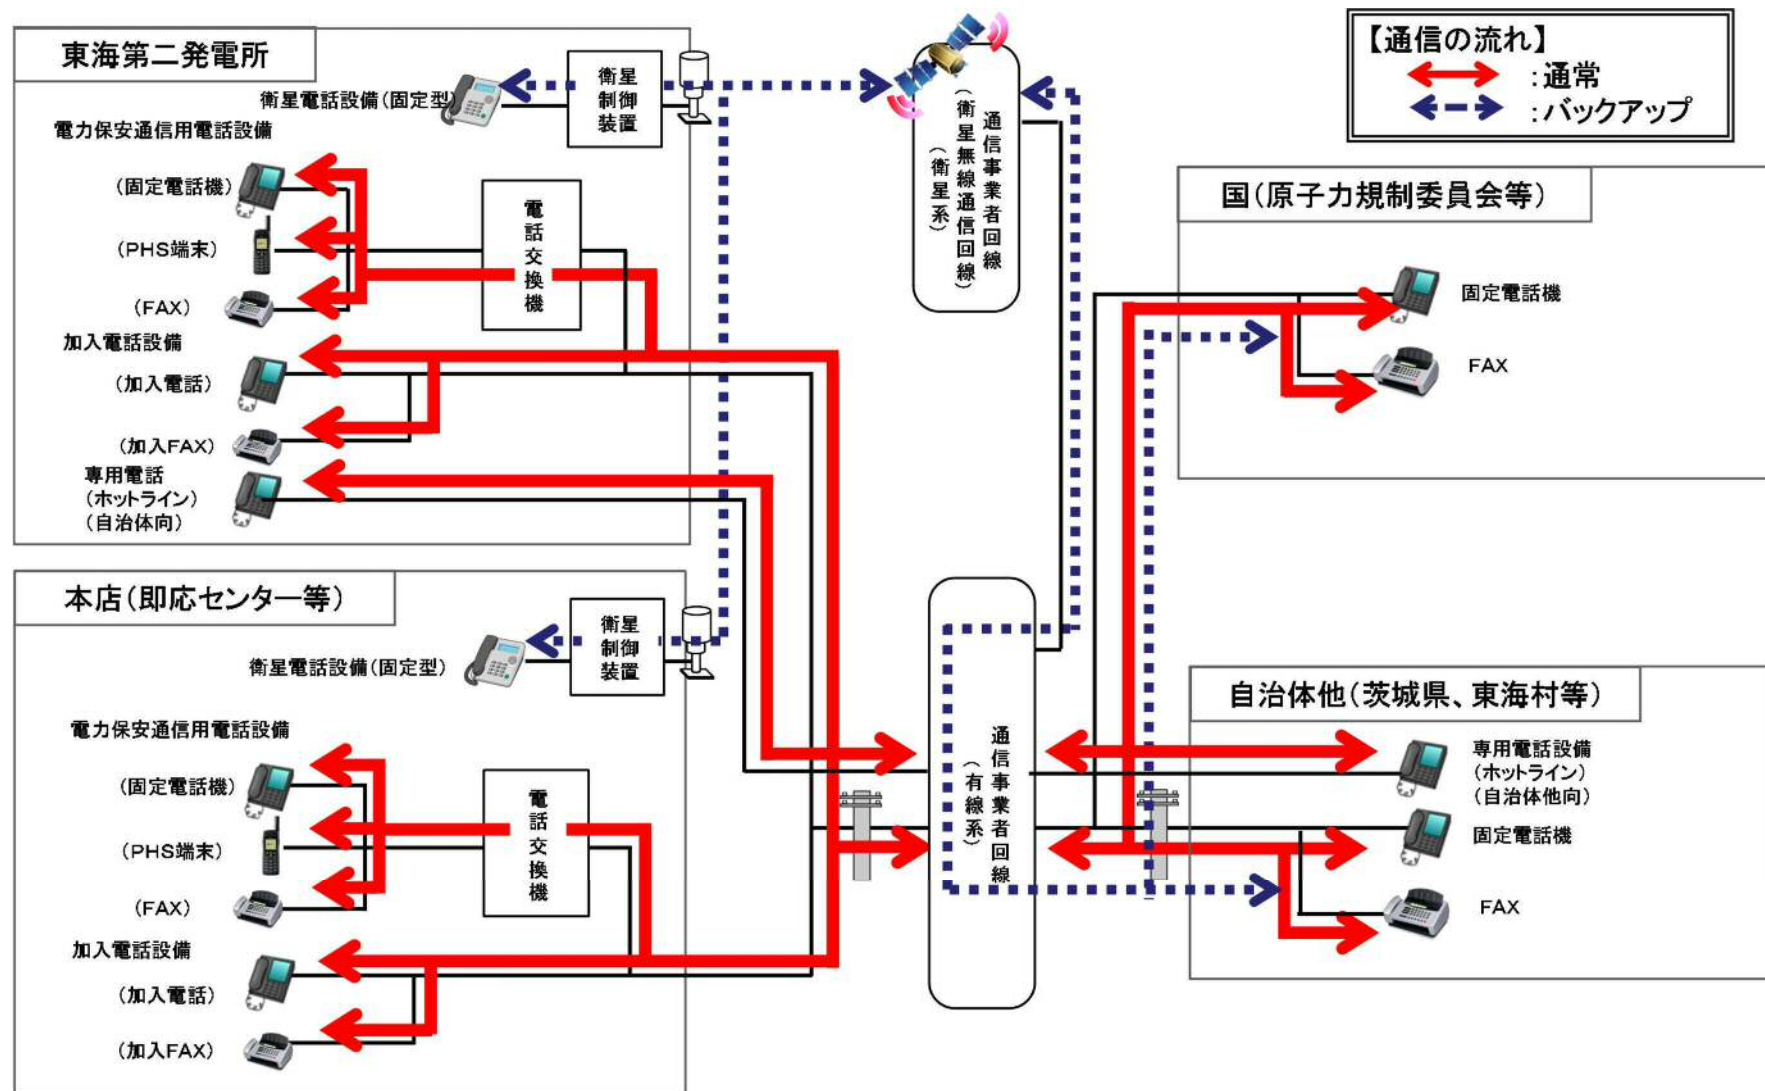 東海第二発電所
衛星電話設備(固定型)
衛星
制御
装置
電力保安通信用電話設備
(固定電話機)
(PHS端末)
(FAX)
電話交換機
加入電話設備
(加入電話)
(加入FAX)
専用電話
(ホットライン)
(自治体向)
本店(即応センター等)
衛星電話設備(固定型)
衛星
制御
装置
電力保安通信用電話設備
(固定電話機)
(PHS端末)
(FAX)
電話交換機
加入電話設備
(加入電話)
(加入FAX)
通信事業者回線
(衛星無線通信回線)
(衛星系)
通信事業者回線
(有線系)
【通信の流れ】
:通常
:バックアップ
国(原子力規制委員会等)
固定電話機
FAX
自治体他(茨城県、東海村等)
専用電話設備
(ホットライン)
(自治体他向)
固定電話機
FAX